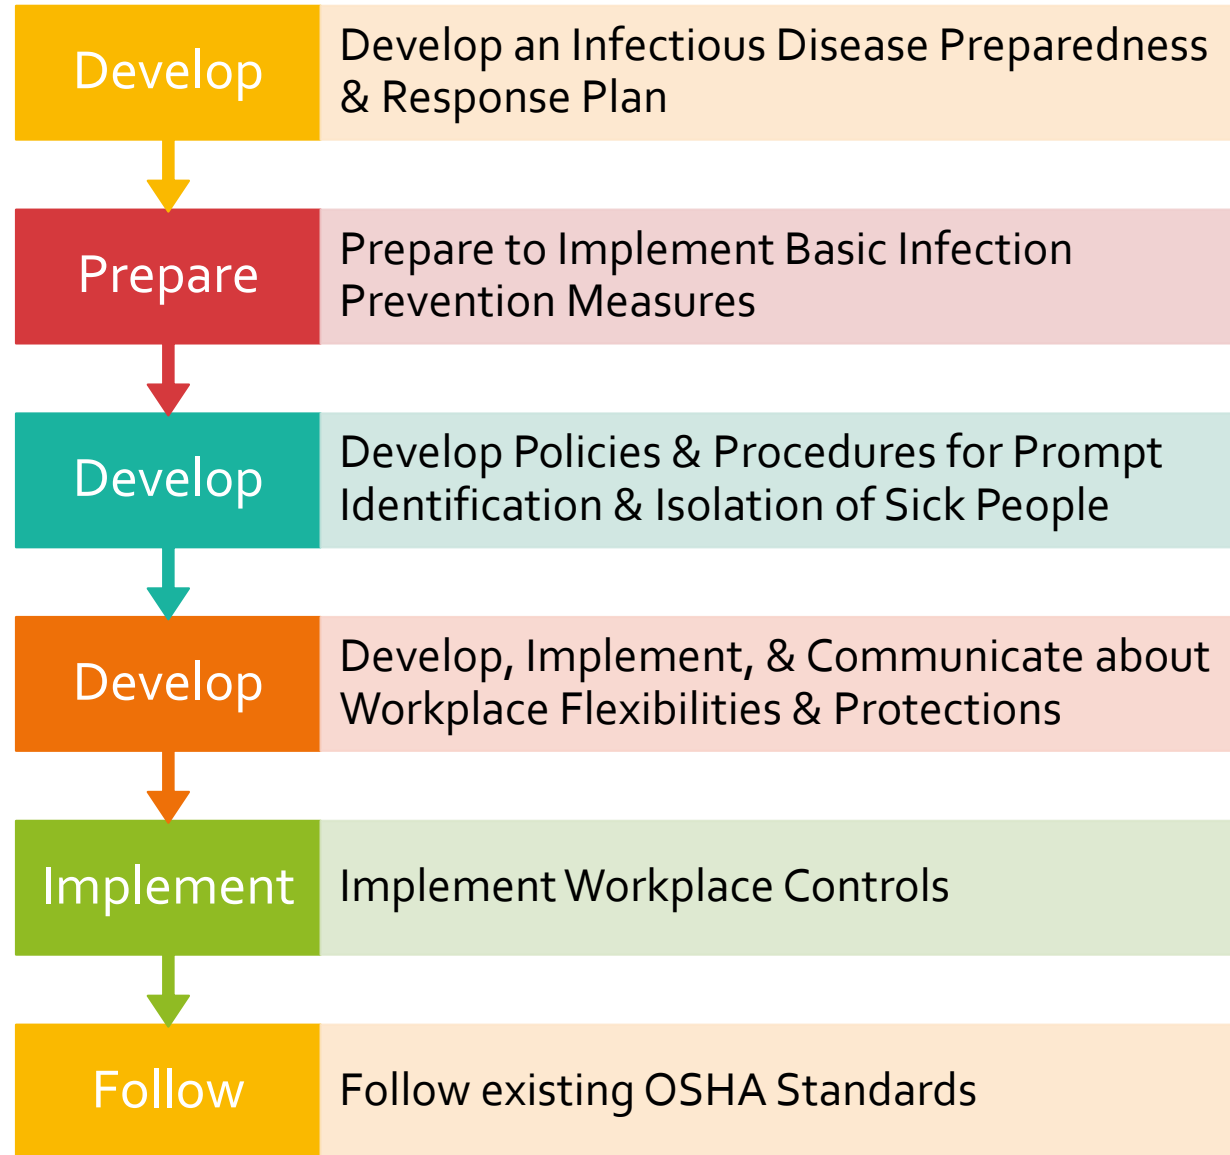 Develop
Develop an Infectious Disease Preparedness
& Response Plan
Prepare
Prepare to Implement Basic Infection
Prevention Measures
Develop
Develop Policies & Procedures for Prompt
Identification & Isolation of Sick People
Develop
Develop, Implement, & Communicate about
Workplace Flexibilities & Protections
Implement
Implement Workplace Controls
Follow
Follow existing OSHA Standards